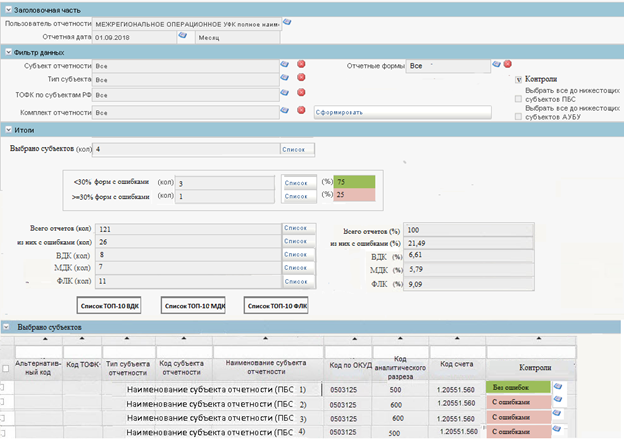 Заголовочная часть
Пользователь отчетности МЕЖРЕГИОНАЛЬНОЕ ОПЕРАЦИОННОЕ УФК полное наим
Отчетная дата 01.09.2018 Месяц
Фильтр данных
Субъект отчетности Все Отчетные формы Все
Тип субъекта Все Контроли
ТОФК по субъектам РФ Все Выбрать все до нижестоящих субъектов ПБС
Комплект отчетности Все Сформировать Выбрать все до нижестоящих субъектов АУБУ
Итоги
Выбрано субъектов (кол) 4 Список
<30% форм с ошибками (кол) 3 Список (%) 75
>=30% форм с ошибками (кол) 1 Список (%) 25
Всего отчетов (кол) 121 Список Всего отчетов (%) 100
из них с ошибками (кол) 26 Список из них с ошибками (%) 21,49
ВДК (кол) 8 Список ВДК (%) 6,61
МДК (кол) 7 Список МДК (%) 5,79
ФЛК (кол) 11 Список ФЛК (%) 9,09
Список ТОП-10 ВДК Список ТОП-10 МДК Список ТОП-10 ФЛК
Выбрано субъектов
Альтернатив-ный код Код ТОФК- Тип субъекта отчетности Код субъекта отчетности Наименование субъекта отчетности Код по ОКУД Код аналитического разреза Код счета Контроли
Наименование субъекта отчетности (ПБС 1) 0503125 500 1.20551.560 Без ошибок
Наименование субъекта отчетности (ПБС 2) 0503125 600 1.20551.560 С ошибками
Наименование субъекта отчетности (ПБС 3) 0503125 600 1.20551.560 С ошибками
Наименование субъекта отчетности (ПБС 4) 0503125 500 1.20551.560 С ошибками